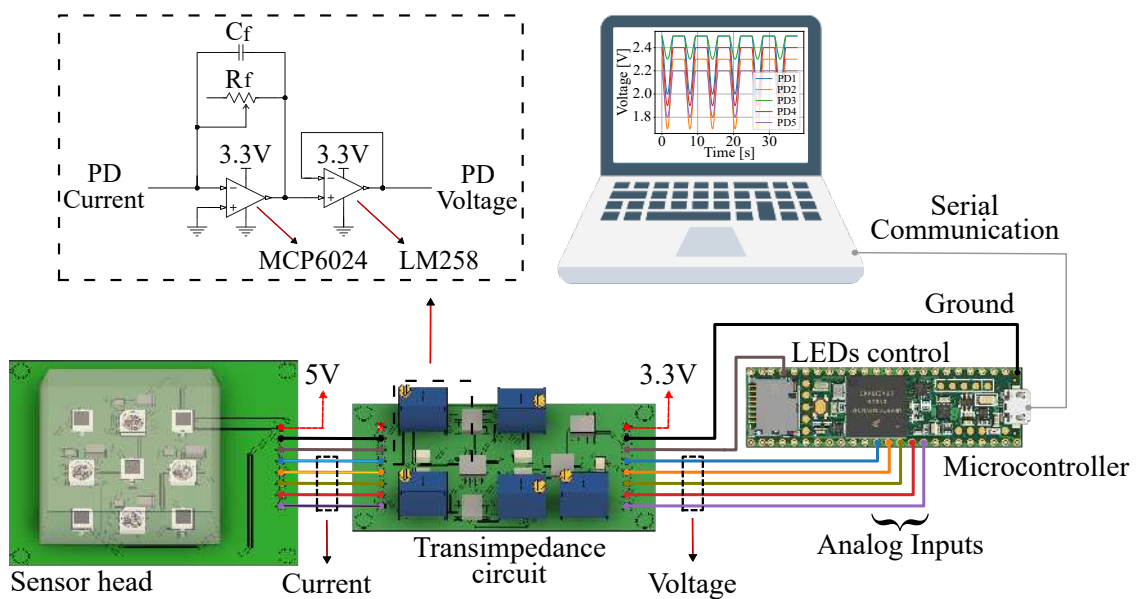 Cf
Rf
3.3V
3.3V
PD
Current
PD
Voltage
MCP6024
LM258
Voltage [V]
2.4
2.2
2.0
1.8
PD1
PD2
PD3
PD4
PD5
0
10
20
30
Time [s]
Serial
Communication
Ground
LEDs control
5V
3.3V
Microcontroller
Analog Inputs
Sensor head
Current
Transimpedance
circuit
Voltage